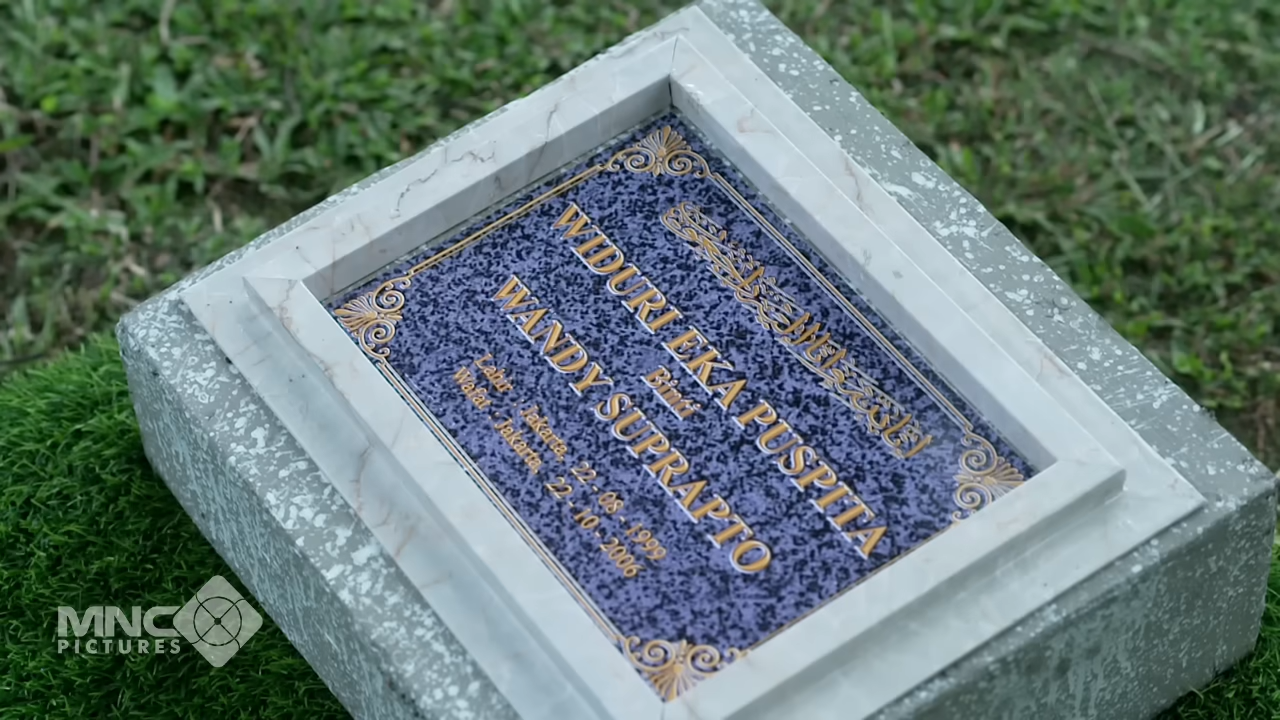 WIDURI EKA PUSPITA
Binti
WANDY SUPRAPTO
Lahir : Jakarta, 22 - 08 - 1999
Wafat : Jakarta, 22 - 10 - 2006
MNC
PICTURES